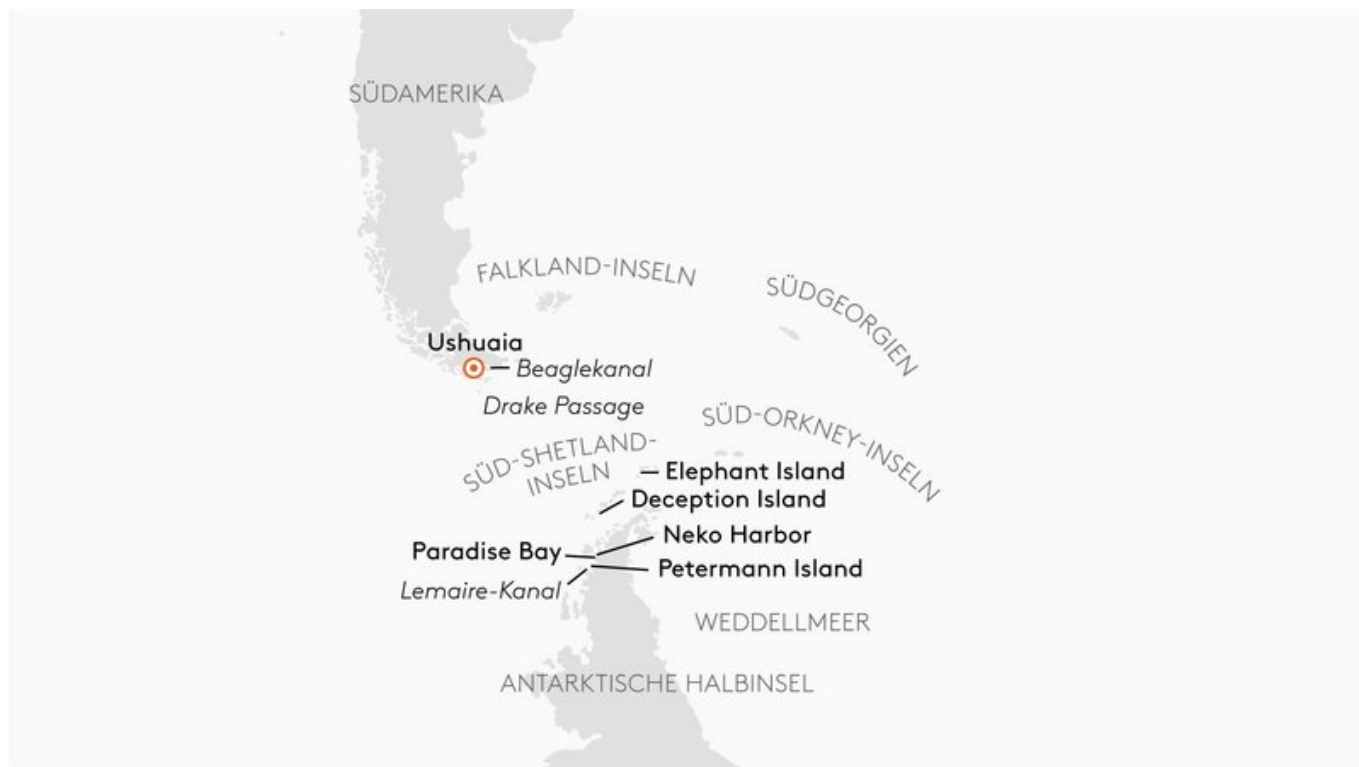 SÜDAMERIKA
FALKLAND-INSELN
SÜDGEORGIEN
Ushuaia
Beaglekanal
Drake Passage
SÜD-ORKNEY-INSELN
SÜD-SHETLAND-
INSELN
Elephant Island
Deception Island
Neko Harbor
Paradise Bay
Petermann Island
Lemaire-Kanal
WEDDELLMEER
ANTARKTISCHE HALBINSEL